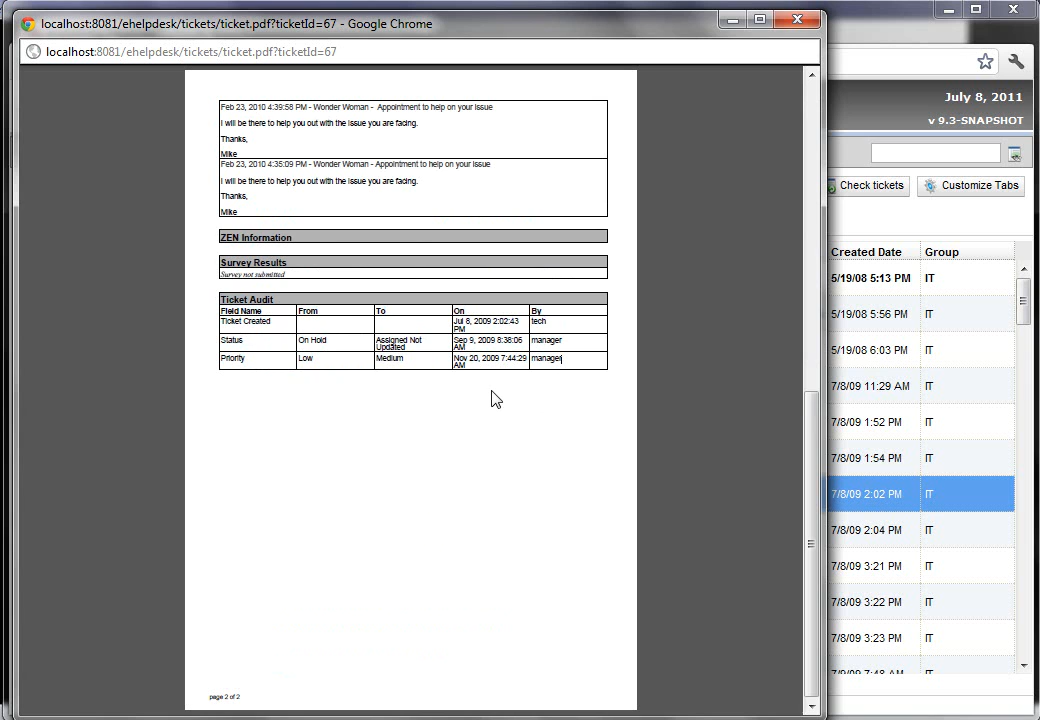 localhost:8081/ehelpdesk/tickets/ticket.pdf?ticketId=67 - Google Chrome
localhost:8081/ehelpdesk/tickets/ticket.pdf?ticketId=67
Feb 23, 2010 4:39:58 PM - Wonder Woman - Appointment to help on your issue
I will be there to help you out with the issue you are facing.
Thanks,
Mike
Feb 23, 2010 4:35:09 PM - Wonder Woman - Appointment to help on your issue
I will be there to help you out with the issue you are facing.
Thanks,
Mike
ZEN Information
Survey Results
Survey not submitted
Ticket Audit
Field Name From To On By
Ticket Created Jul 8, 2009 2:02:43 tech
PM
Status On Hold Assigned Not Sep 9, 2009 8:38:06 manager
Updated AM
Priority Low Medium Nov 20, 2009 7:44:29 manager
AM
page 2 of 2
July 8, 2011
v 9.3-SNAPSHOT
Check tickets Customize Tabs
Created Date Group
5/19/08 5:13 PM IT
5/19/08 5:56 PM IT
5/19/08 6:03 PM IT
7/8/09 11:29 AM IT
7/8/09 1:52 PM IT
7/8/09 1:54 PM IT
7/8/09 2:02 PM IT
7/8/09 2:04 PM IT
7/8/09 3:21 PM IT
7/8/09 3:22 PM IT
7/8/09 3:23 PM IT
7/9/09 7:48 AM IT